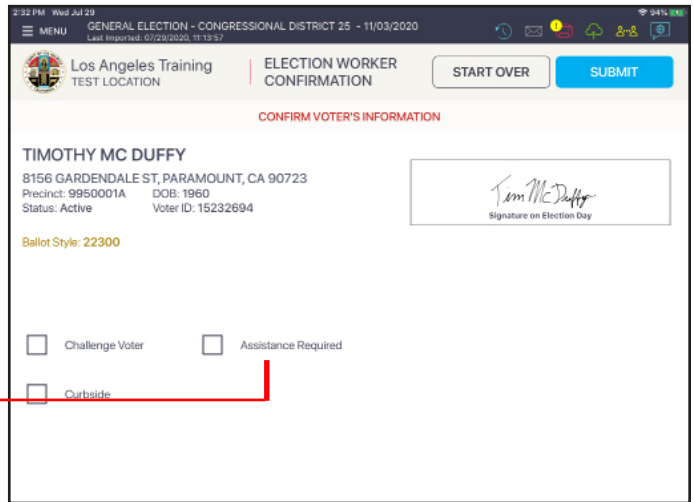 2:32 PM Wed Jul 29
94%
MENU
GENERAL ELECTION - CONGRESSIONAL DISTRICT 25 - 11/03/2020
Last Imported: 07/29/2020, 11:13:57
Los Angeles Training
TEST LOCATION
ELECTION WORKER
CONFIRMATION
START OVER
SUBMIT
CONFIRM VOTER'S INFORMATION
TIMOTHY MC DUFFY
8156 GARDENDALE ST, PARAMOUNT, CA 90723
Precinct: 9950001A DOB: 1960
Status: Active Voter ID: 15232694
Tim McDuffy
Signature on Election Day
Ballot Style: 22300
Challenge Voter
Assistance Required
Curbside